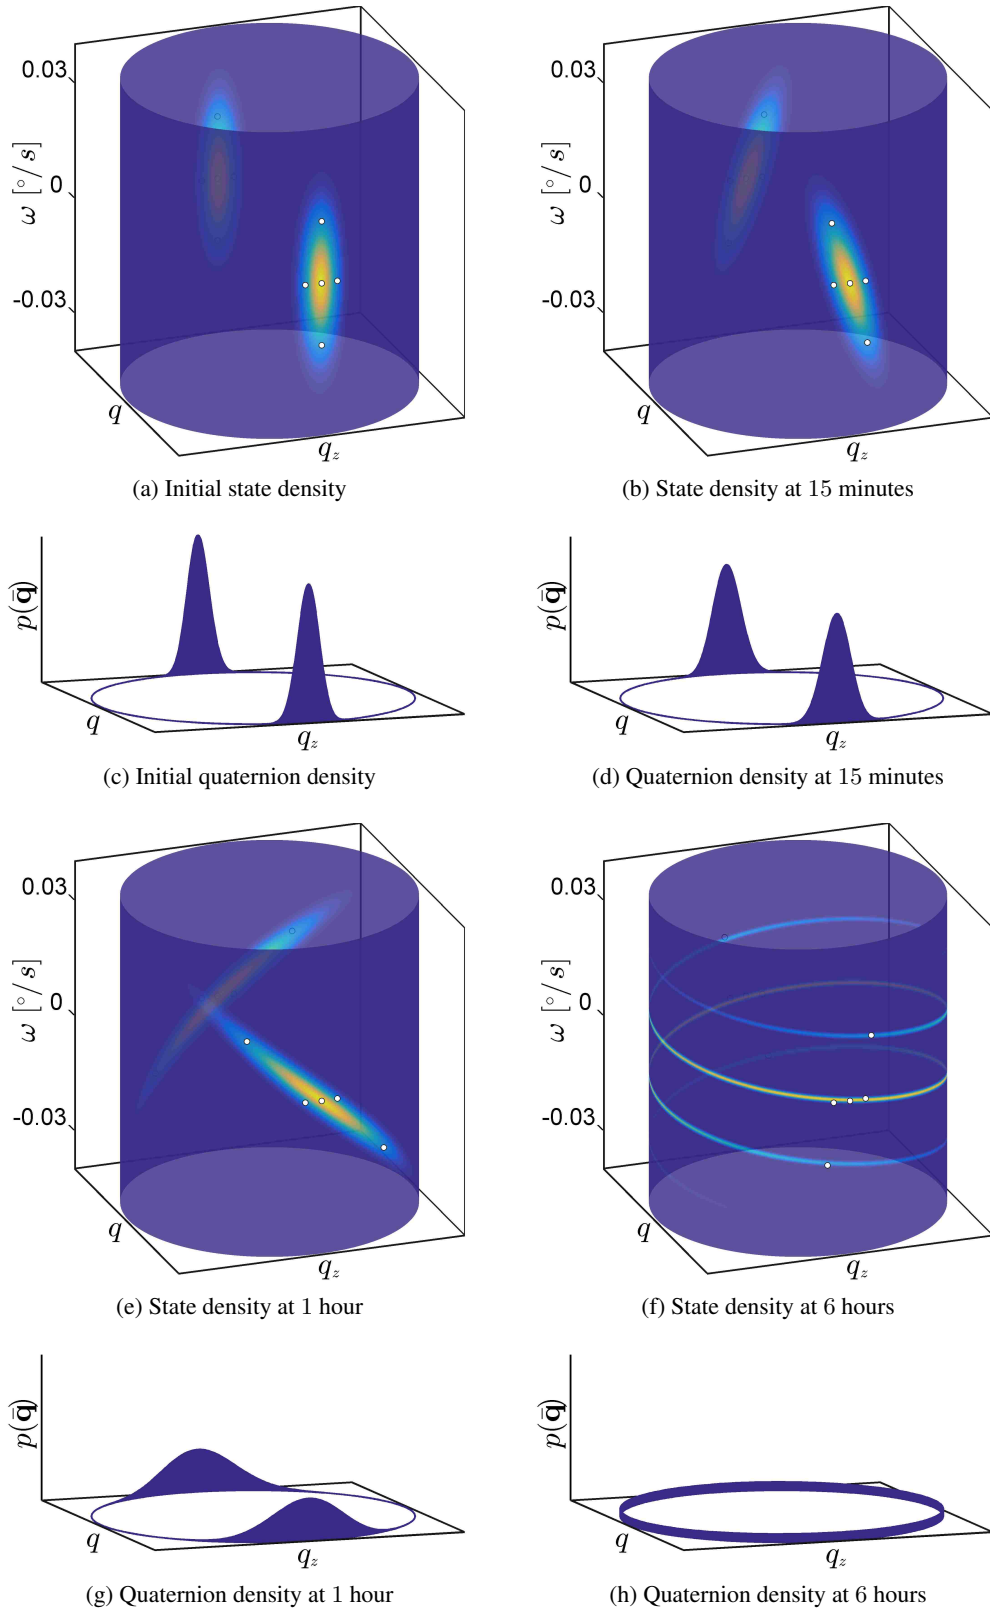 0.03
0
-0.03
ω [°/s]
q
q_z
(a) Initial state density
0.03
0
-0.03
ω [°/s]
q
q_z
(b) State density at 15 minutes
p(q̄)
q
q_z
(c) Initial quaternion density
p(q̄)
q
q_z
(d) Quaternion density at 15 minutes
0.03
0
-0.03
ω [°/s]
q
q_z
(e) State density at 1 hour
0.03
0
-0.03
ω [°/s]
q
q_z
(f) State density at 6 hours
p(q̄)
q
q_z
(g) Quaternion density at 1 hour
p(q̄)
q
q_z
(h) Quaternion density at 6 hours